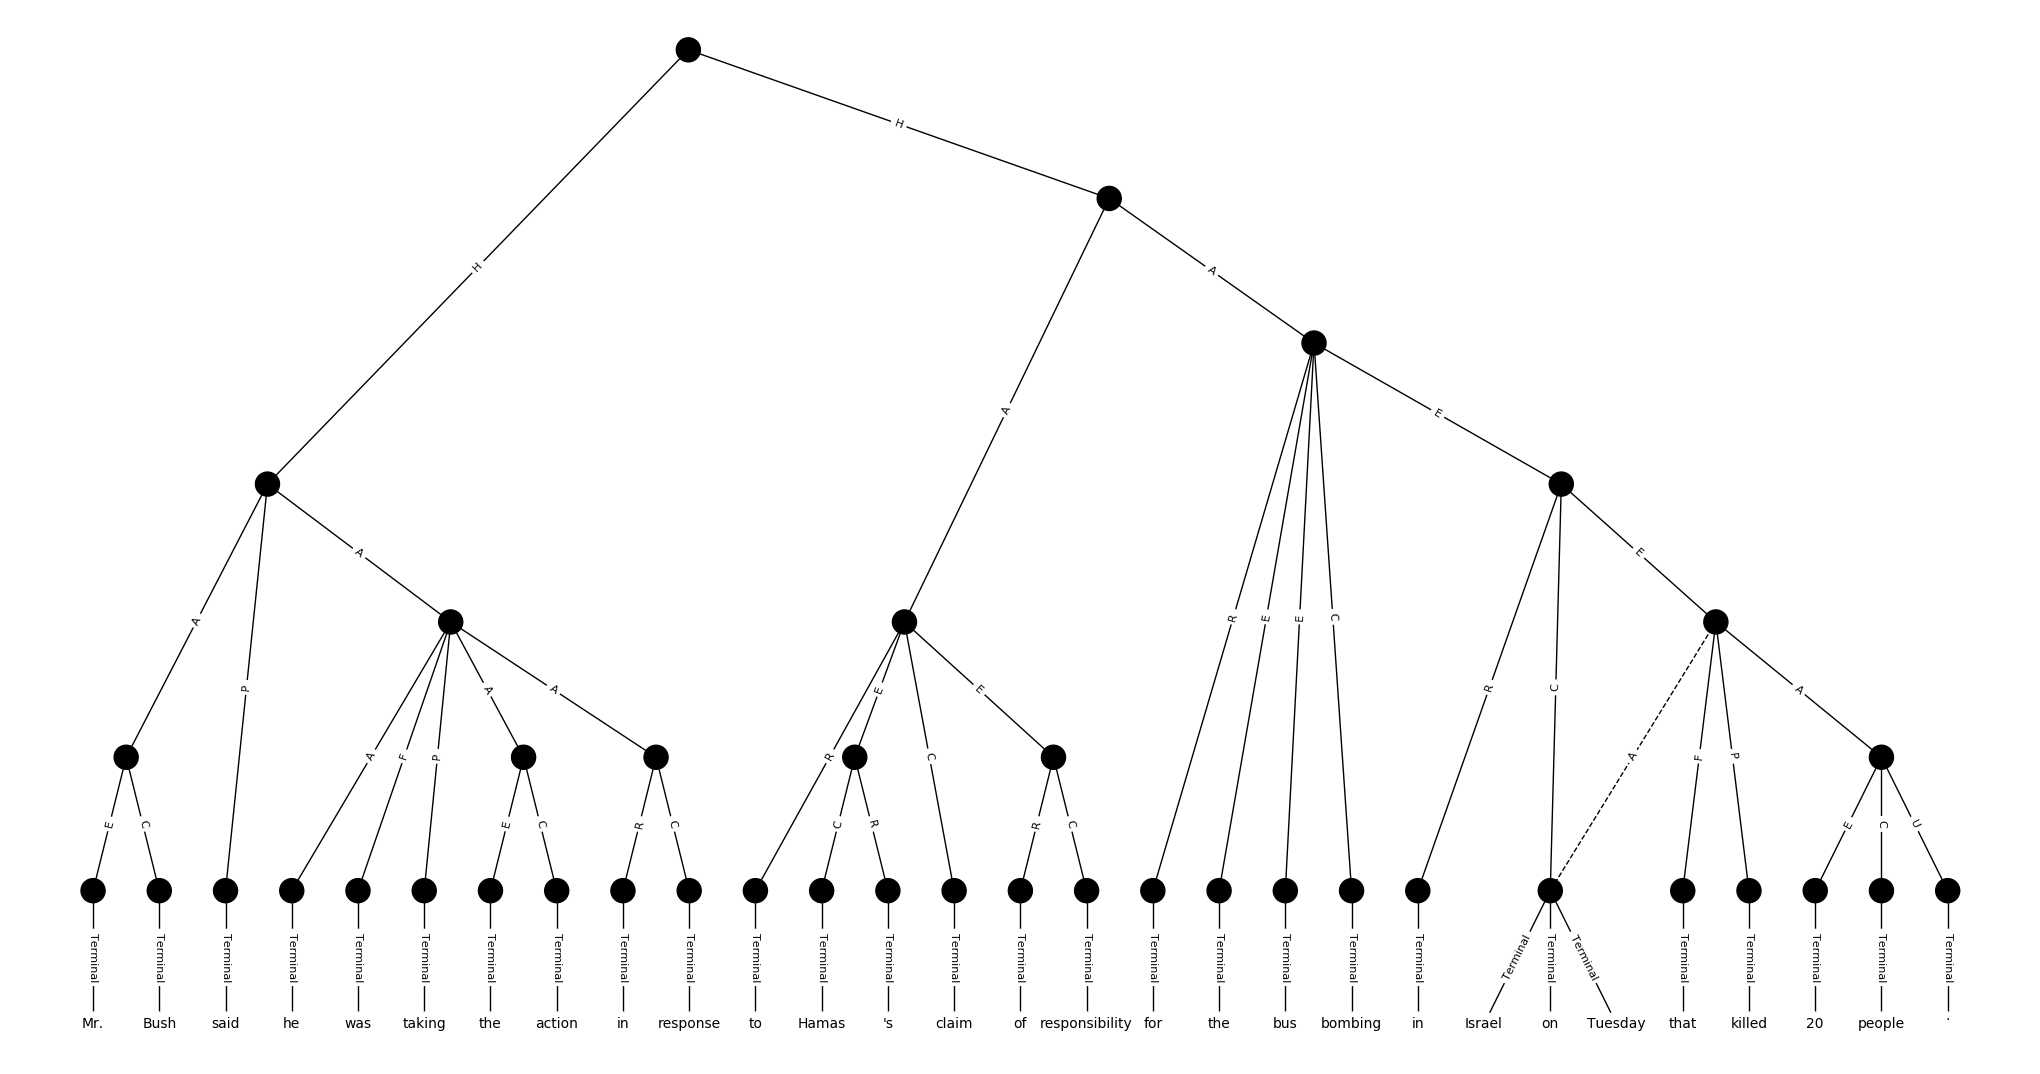 H
H
A
A
E
A
A
E
A
P
A
A
E
E
R
E
E
C
R
C
A
F
P
R
C
A
F
P
E
C
E
C
R
C
C
R
R
C
E
C
U
Terminal Terminal Terminal Terminal Terminal Terminal Terminal Terminal Terminal Terminal Terminal Terminal Terminal Terminal Terminal Terminal Terminal Terminal Terminal Terminal Terminal Terminal Terminal Terminal Terminal Terminal Terminal Terminal Terminal
Mr. Bush said he was taking the action in response to Hamas 's claim of responsibility for the bus bombing in Israel on Tuesday that killed 20 people .